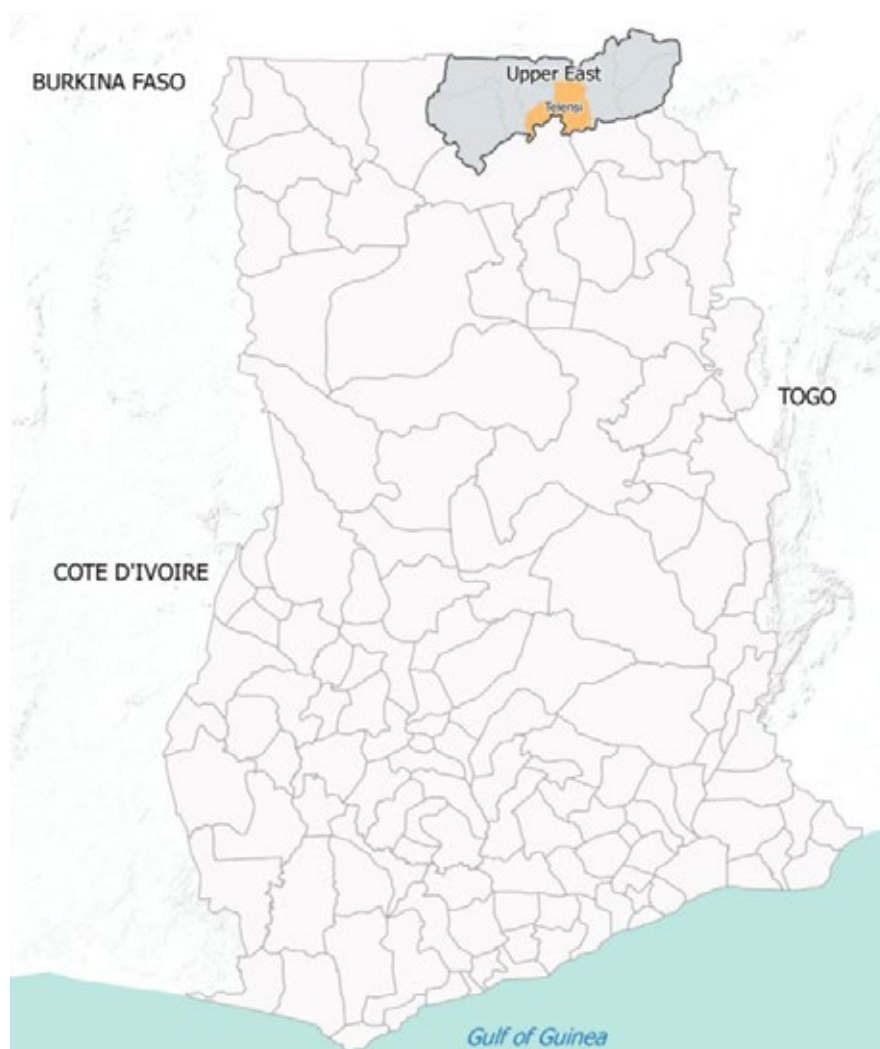 BURKINA FASO
Upper East
Telensi
TOGO
COTE D'IVOIRE
Gulf of Guinea